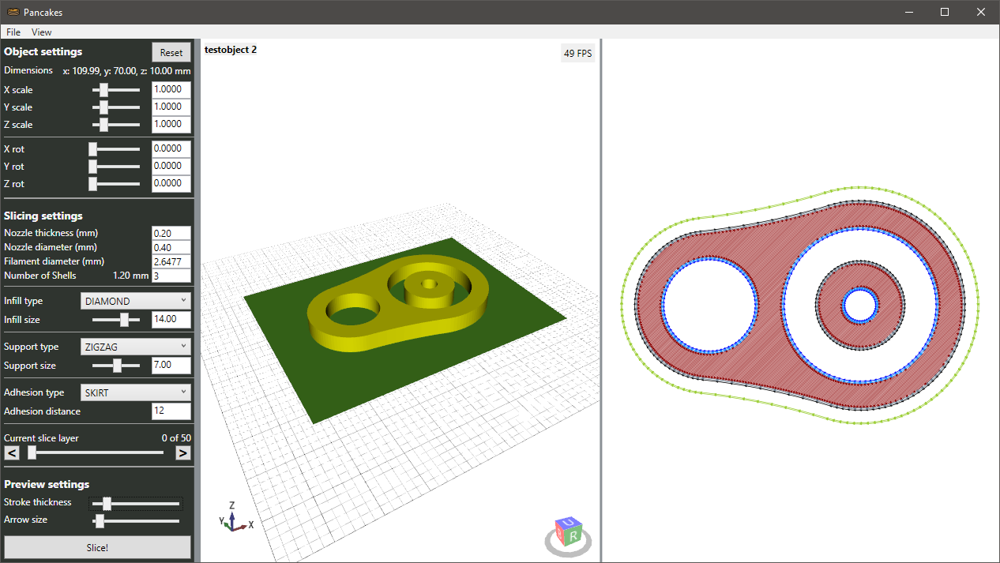 Pancakes
File View
Object settings Reset
Dimensions x: 109.99, y: 70.00, z: 10.00 mm
X scale 1.0000
Y scale 1.0000
Z scale 1.0000
X rot 0.0000
Y rot 0.0000
Z rot 0.0000
Slicing settings
Nozzle thickness (mm) 0.20
Nozzle diameter (mm) 0.40
Filament diameter (mm) 2.6477
Number of Shells 1.20 mm 3
Infill type DIAMOND
Infill size 14.00
Support type ZIGZAG
Support size 7.00
Adhesion type SKIRT
Adhesion distance 12
Current slice layer 0 of 50
< >
Preview settings
Stroke thickness
Arrow size
Slice!
testobject 2
49 FPS
Z
Y X
U
R